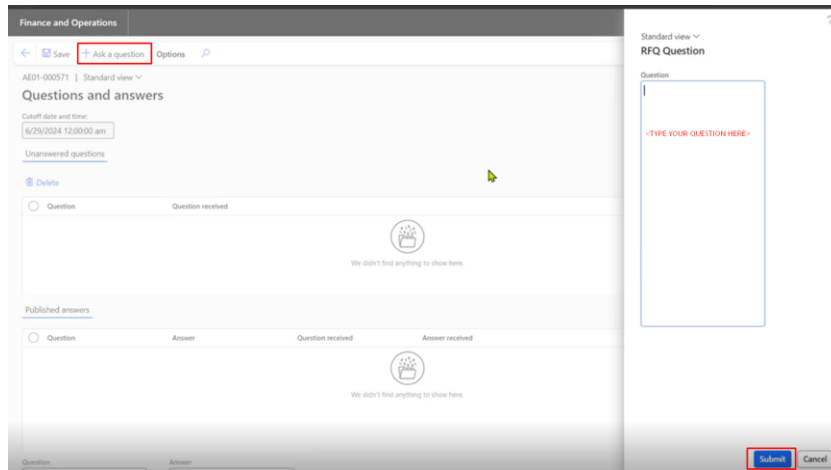 Finance and Operations
?
Save + Ask a question Options
AE01-000571 | Standard view
Questions and answers
Cutoff date and time:
6/29/2024 12:00:00 am
Unanswered questions
Delete
Question Question received
We didn't find anything to show here.
Published answers
Question Answer Question received Answer received
We didn't find anything to show here.
Question Answer
Standard view
RFQ Question
Question
<TYPE YOUR QUESTION HERE>
Submit Cancel